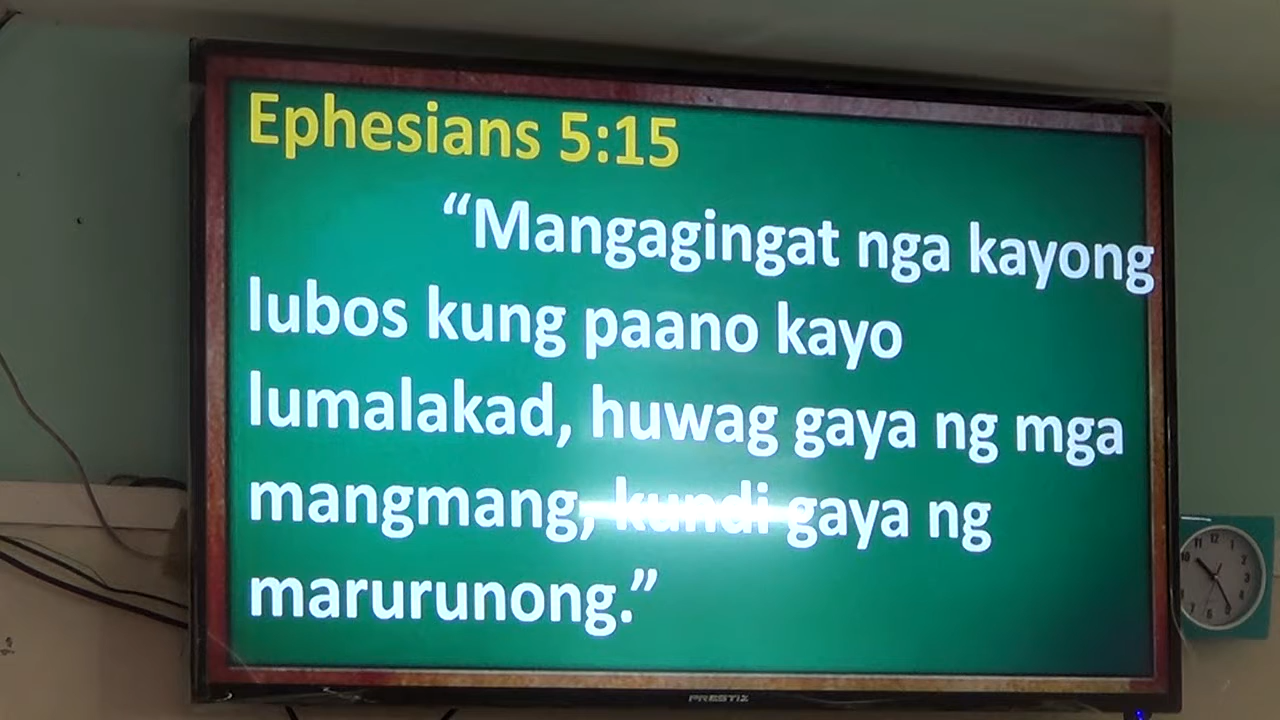 Ephesians 5:15
“Mangagingat nga kayong
lubos kung paano kayo
lumalakad, huwag gaya ng mga
mangmang, kundi gaya ng
marurunong.”
PRESTIZ